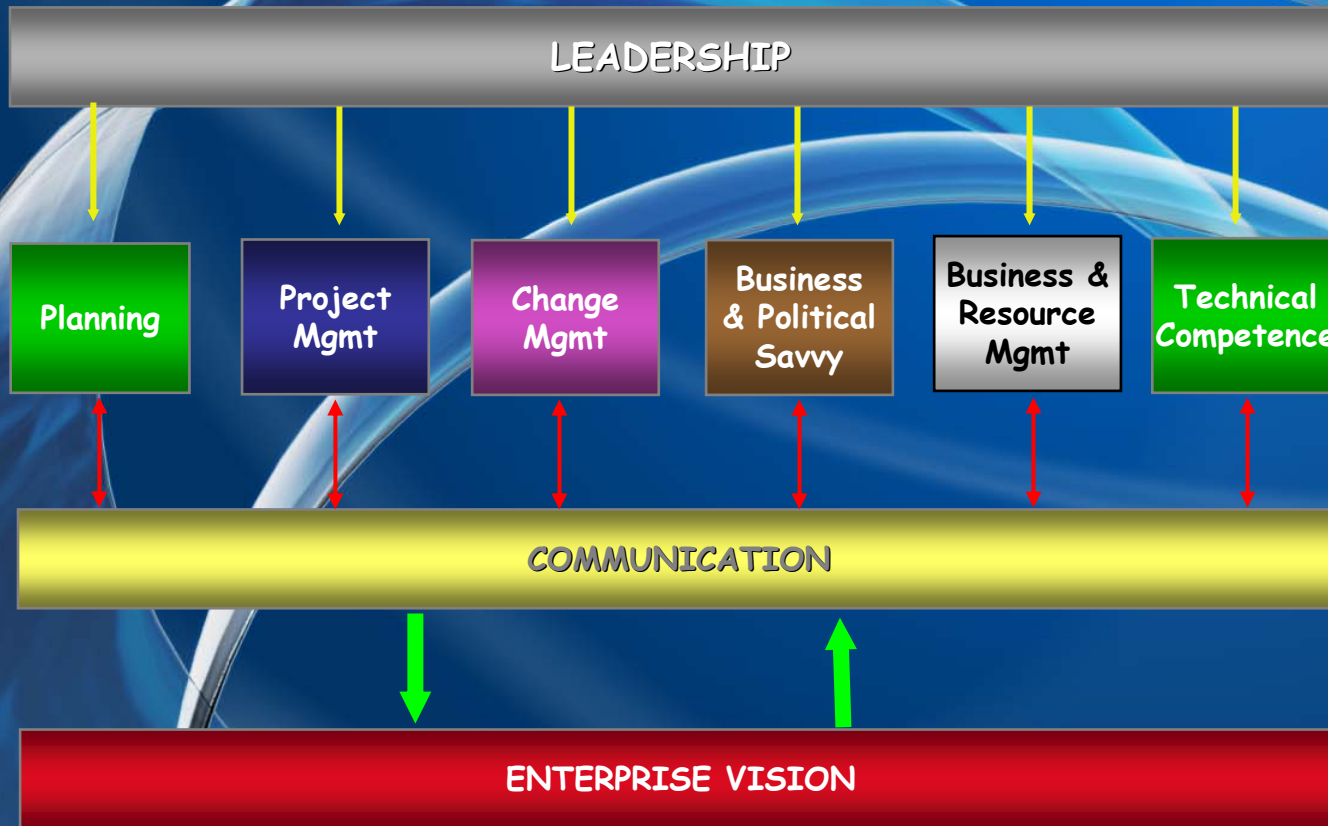 LEADERSHIP
Planning
Project
Mgmt
Change
Mgmt
Business
& Political
Savvy
Business &
Resource
Mgmt
Technical
Competence
COMMUNICATION
ENTERPRISE VISION